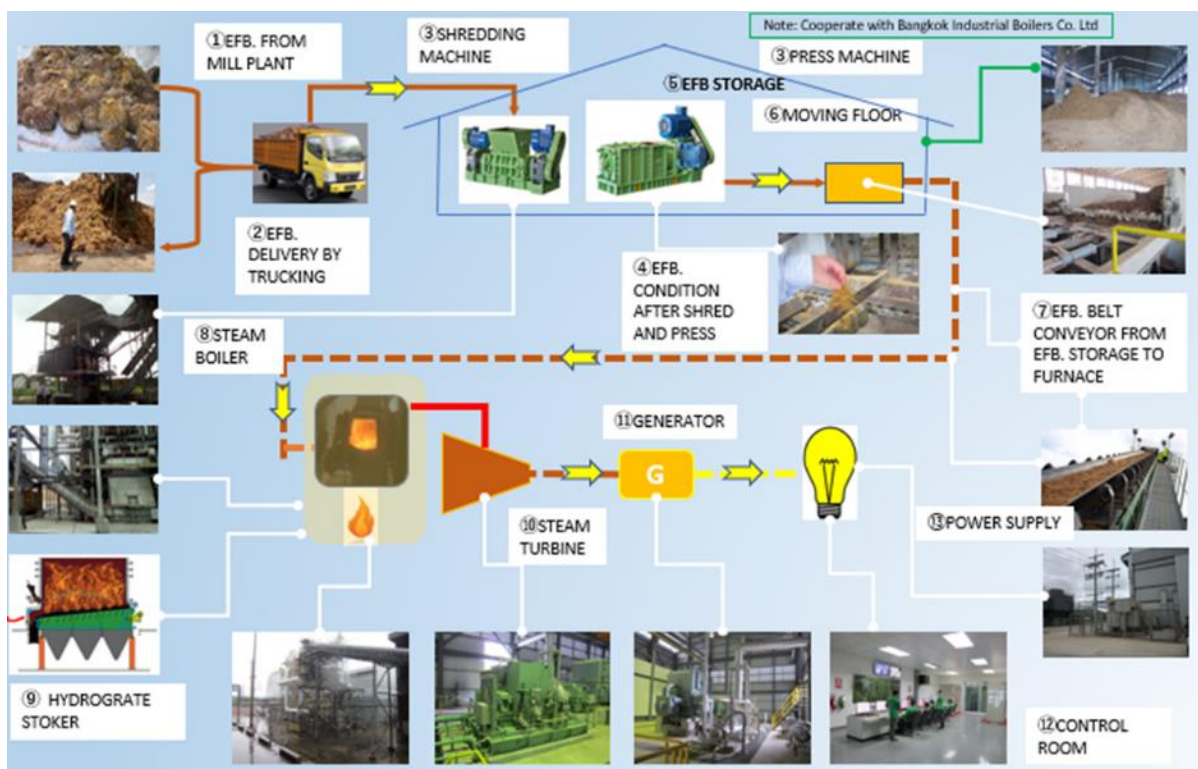 Note: Cooperate with Bangkok Industrial Boilers Co. Ltd
①EFB. FROM
MILL PLANT
③SHREDDING
MACHINE
③PRESS MACHINE
⑤EFB STORAGE
⑥MOVING FLOOR
②EFB.
DELIVERY BY
TRUCKING
④EFB.
CONDITION
AFTER SHRED
AND PRESS
⑦EFB. BELT
CONVEYOR FROM
EFB. STORAGE TO
FURNACE
⑧STEAM
BOILER
⑪GENERATOR
G
⑩STEAM
TURBINE
⑬POWER SUPPLY
⑨ HYDROGRATE
STOKER
⑫CONTROL
ROOM